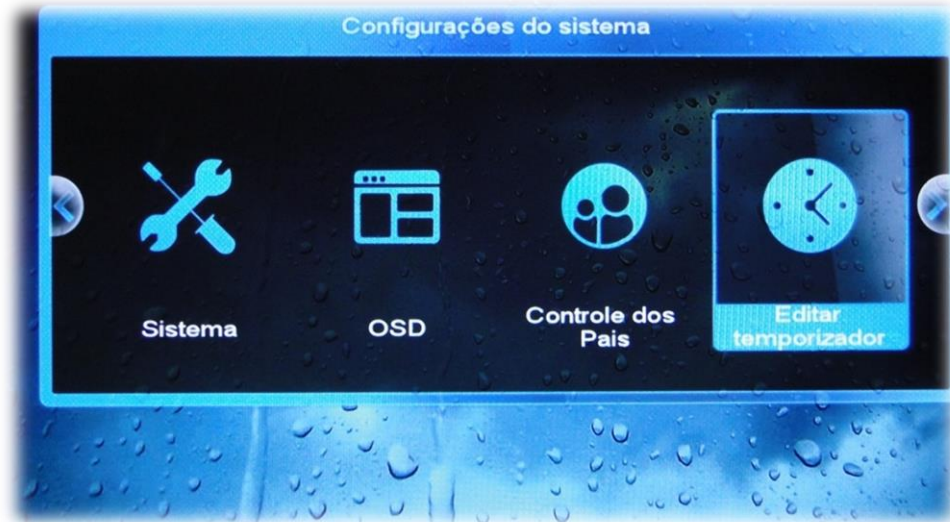 Configurações do sistema
Sistema
OSD
Controle dos
Pais
Editar
temporizador